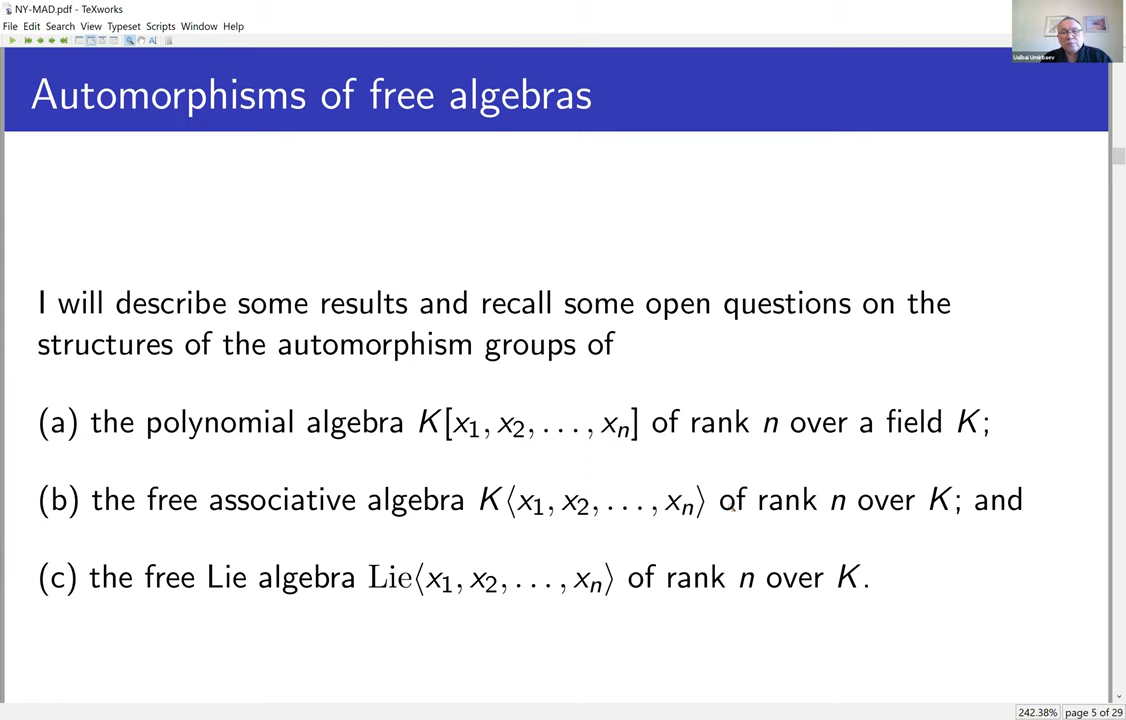 NY-MAD.pdf - TeXworks
File Edit Search View Typeset Scripts Window Help
Ualbai Umirbaev
Automorphisms of free algebras
I will describe some results and recall some open questions on the
structures of the automorphism groups of
(a) the polynomial algebra K[x₁, x₂, . . . , xₙ] of rank n over a field K;
(b) the free associative algebra K⟨x₁, x₂, . . . , xₙ⟩ of rank n over K; and
(c) the free Lie algebra Lie⟨x₁, x₂, . . . , xₙ⟩ of rank n over K.
242.38% page 5 of 29